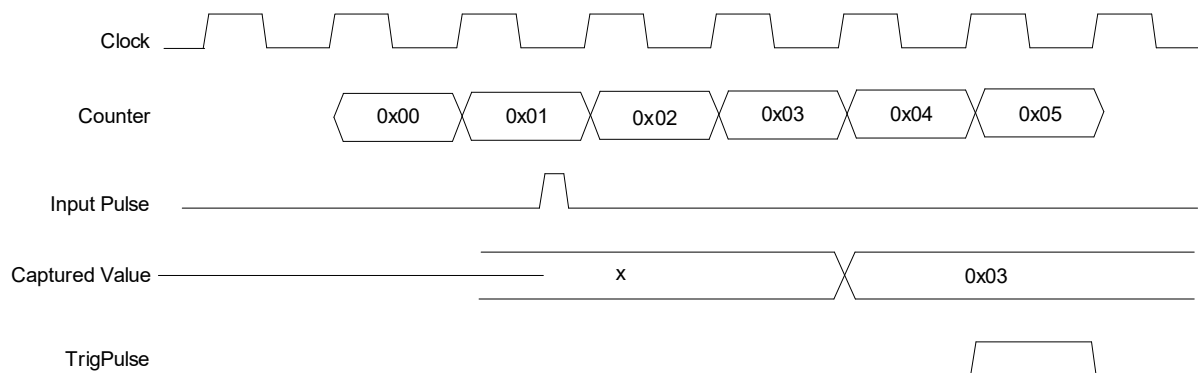 Clock
Counter 0x00 0x01 0x02 0x03 0x04 0x05
Input Pulse
Captured Value x 0x03
TrigPulse